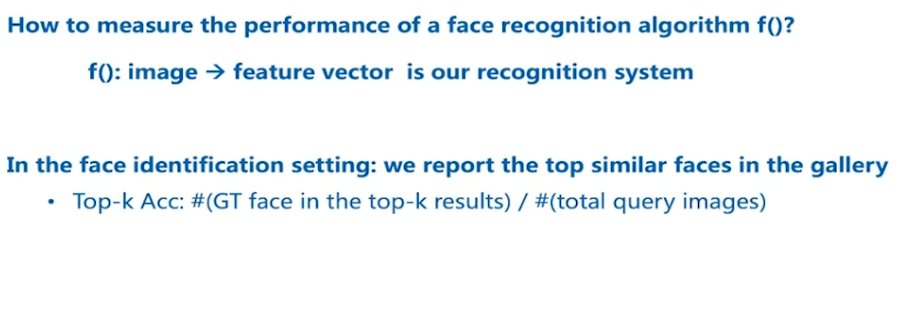 How to measure the performance of a face recognition algorithm f()?
f(): image → feature vector is our recognition system
In the face identification setting: we report the top similar faces in the gallery
• Top-k Acc: #(GT face in the top-k results) / #(total query images)